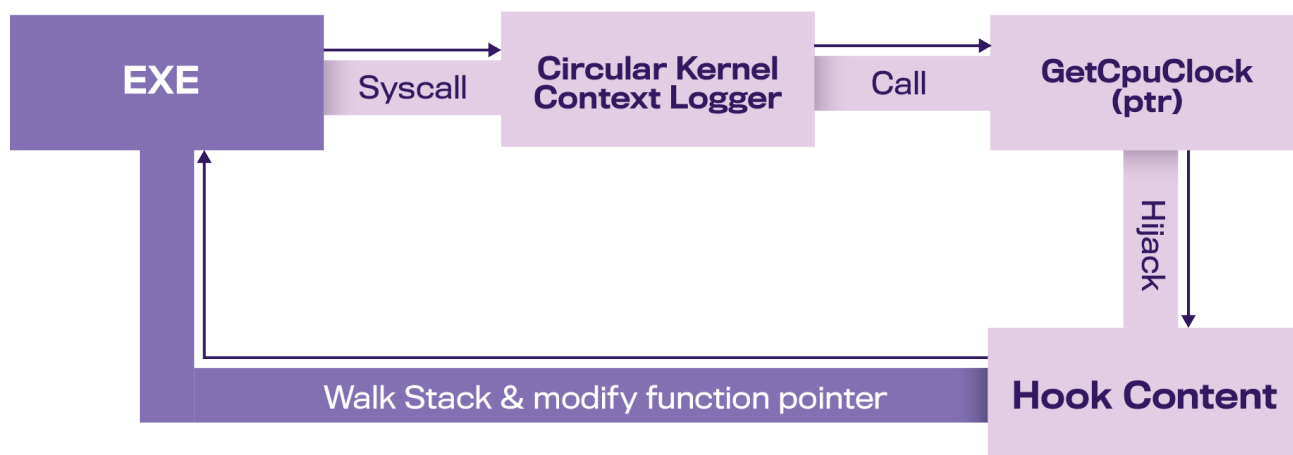 EXE
Syscall
Circular Kernel
Context Logger
Call
GetCpuClock
(ptr)
Hijack
Hook Content
Walk Stack & modify function pointer